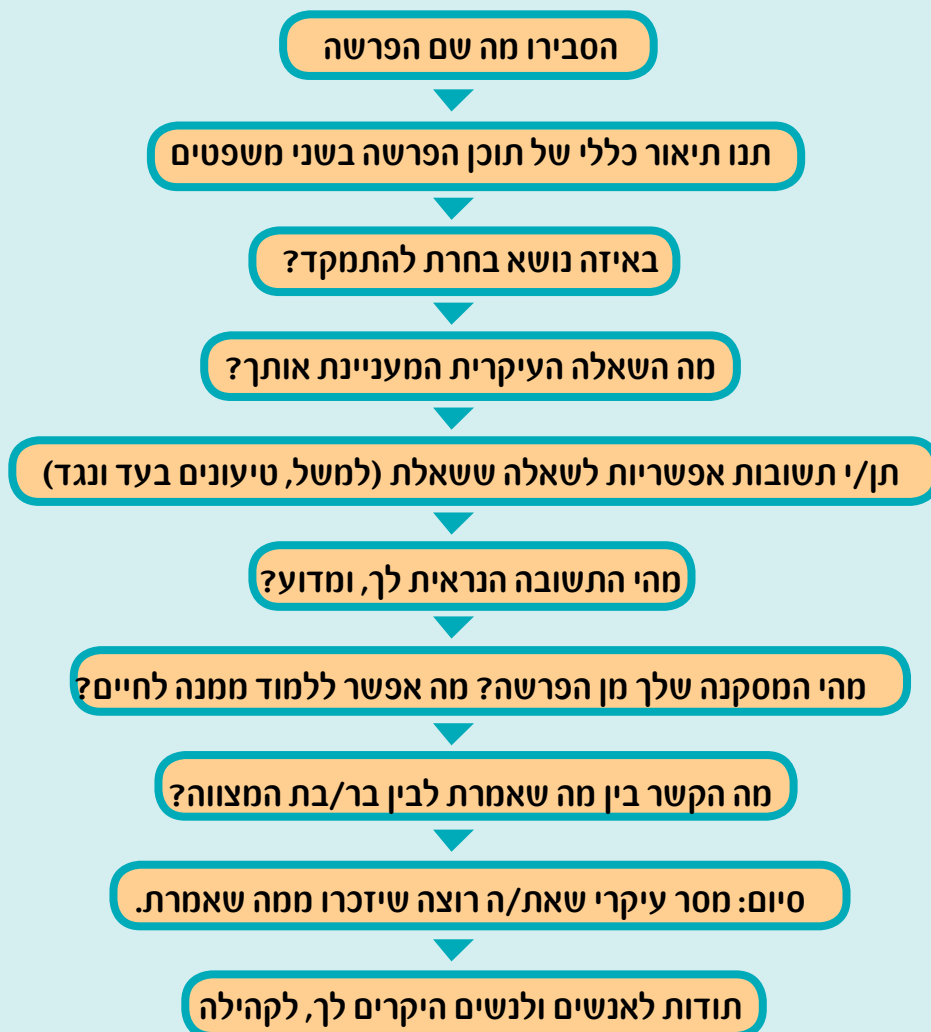 הסבירו מה שם הפרשה
תנו תיאור כללי של תוכן הפרשה בשני משפטים
באיזה נושא בחרת להתמקד?
מה השאלה העיקרית המעניינת אותך?
תן/י תשובות אפשריות לשאלה ששאלת (למשל, טיעונים בעד ונגד)
מהי התשובה הנראית לך, ומדוע?
מהי המסקנה שלך מן הפרשה? מה אפשר ללמוד ממנה לחיים?
מה הקשר בין מה שאמרת לבין בר/בת המצווה?
סיום: מסר עיקרי שאת/ה רוצה שיזכרו ממה שאמרת.
תודות לאנשים ולנשים היקרים לך, לקהילה